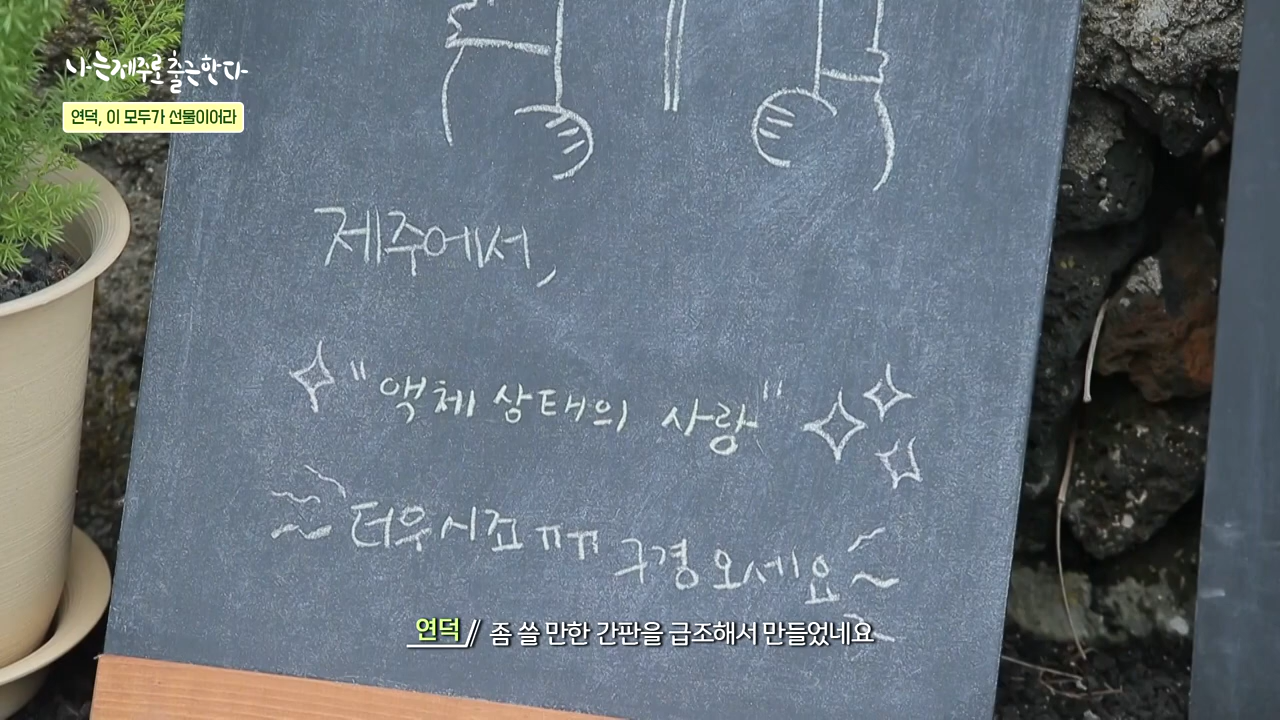 나는 제주로 출근한다
연덕, 이 모두가 선물이어라
제주에서,
"액체 상태의 사랑"
~ 더우시죠 ㅠㅠ 구경 오세요 ~
연덕 // 좀 쓸 만한 간판을 급조해서 만들었네요